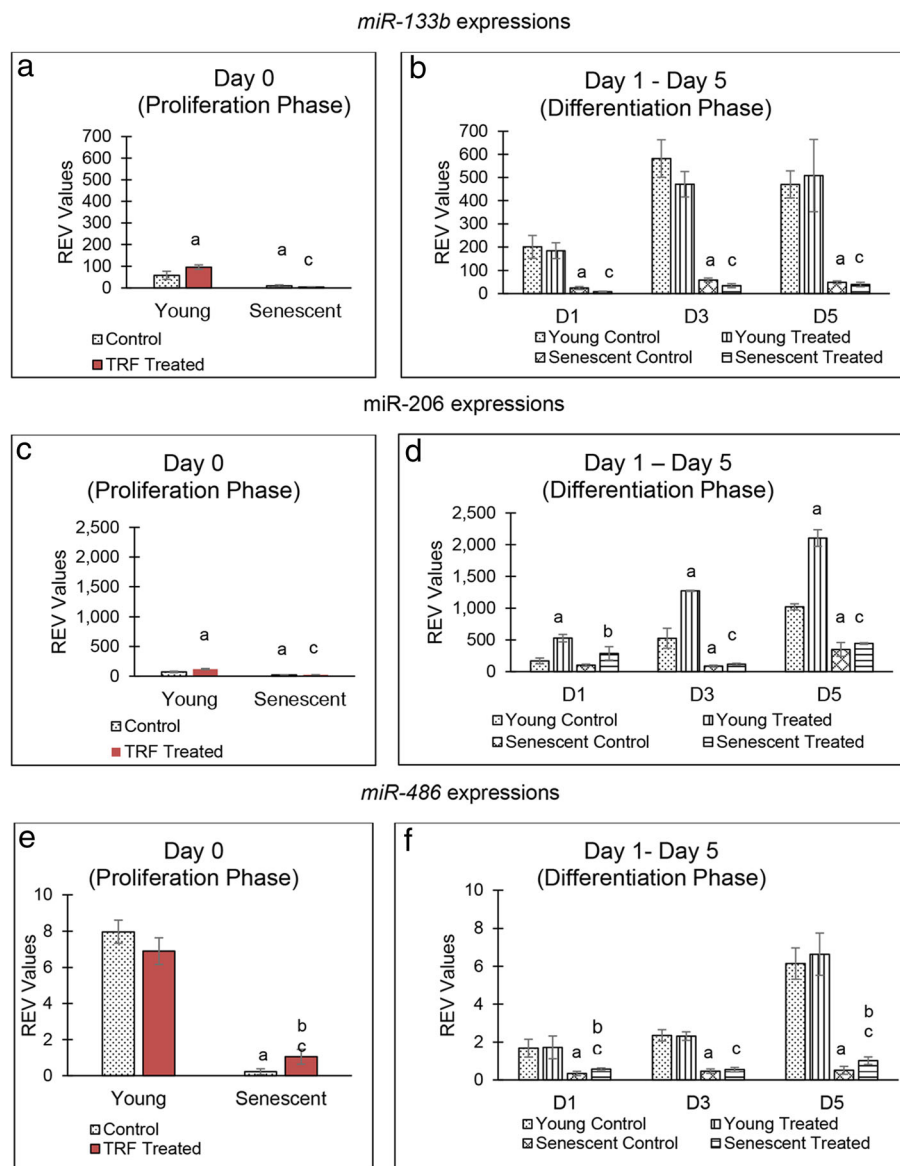 miR-133b expressions
a
Day 0
(Proliferation Phase)
REV Values
700
600
500
400
300
200
100
0
a
a
c
Young
Senescent
Control
TRF Treated
b
Day 1 - Day 5
(Differentiation Phase)
REV Values
700
600
500
400
300
200
100
0
a
c
a
c
a
c
D1
D3
D5
Young Control
Young Treated
Senescent Control
Senescent Treated
miR-206 expressions
c
Day 0
(Proliferation Phase)
REV Values
2,500
2,000
1,500
1,000
500
0
a
a
c
Young
Senescent
Control
TRF Treated
d
Day 1 – Day 5
(Differentiation Phase)
REV Values
2,500
2,000
1,500
1,000
500
0
a
b
a
a
c
a
a
c
D1
D3
D5
Young Control
Young Treated
Senescent Control
Senescent Treated
miR-486 expressions
e
Day 0
(Proliferation Phase)
REV Values
10
8
6
4
2
0
a
b
c
Young
Senescent
Control
TRF Treated
f
Day 1- Day 5
(Differentiation Phase)
REV Values
10
8
6
4
2
0
a
b
c
a
c
a
b
c
D1
D3
D5
Young Control
Young Treated
Senescent Control
Senescent Treated